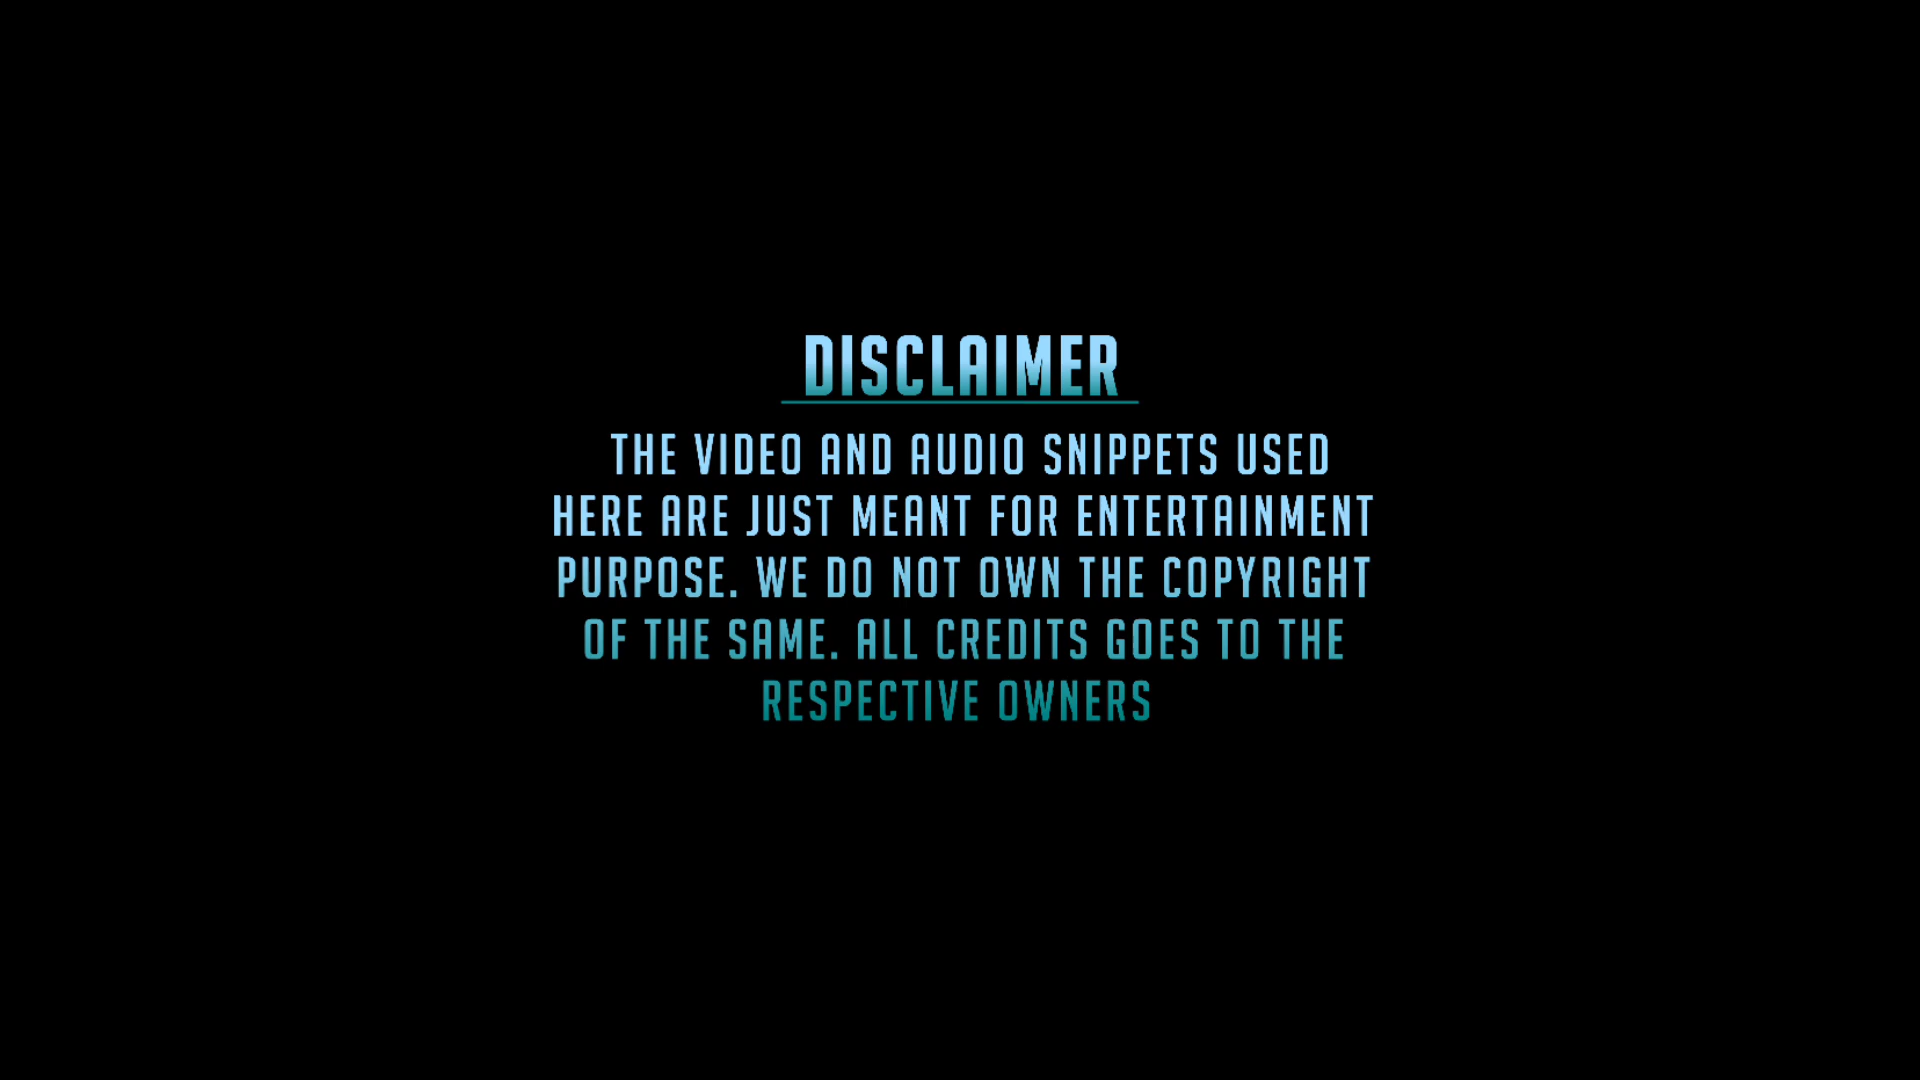 DISCLAIMER
THE VIDEO AND AUDIO SNIPPETS USED
HERE ARE JUST MEANT FOR ENTERTAINMENT
PURPOSE. WE DO NOT OWN THE COPYRIGHT
OF THE SAME. ALL CREDITS GOES TO THE
RESPECTIVE OWNERS